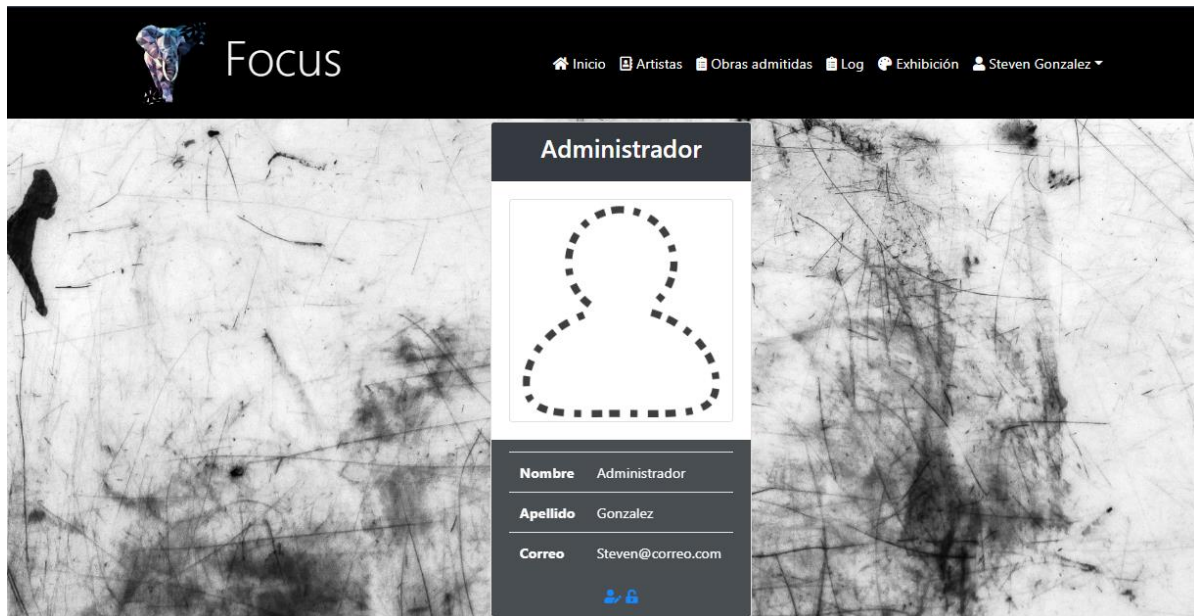 Focus
Inicio Artistas Obras admitidas Log Exhibición Steven Gonzalez
Administrador
Nombre Administrador
Apellido Gonzalez
Correo Steven@correo.com